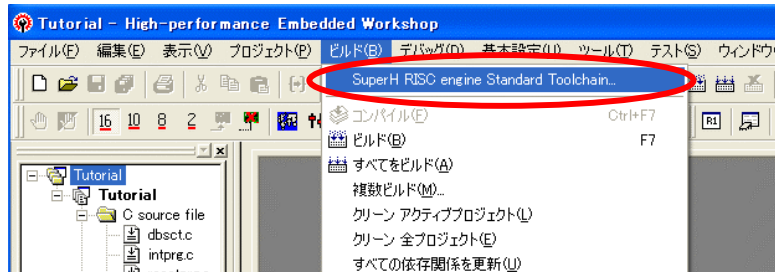 Tutorial - High-performance Embedded Workshop
ファイル(F) 編集(E) 表示(V) プロジェクト(P) ビルド(B) デバッグ(D) 基本設定(U) ツール(T) テスト(S) ウィンドウ
SuperH RISC engine Standard Toolchain...
16 10 8 2
コンパイル(F) Ctrl+F7
R1
ビルド(B) F7
すべてをビルド(A)
Tutorial
複数ビルド(M)...
Tutorial
クリーン アクティブプロジェクト(L)
C source file
dbsct.c
クリーン 全プロジェクト(E)
intprg.c
すべての依存関係を更新(U)